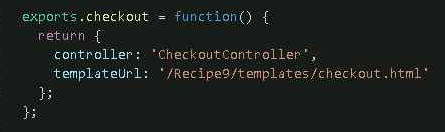 exports.checkout = function() {
  return {
    controller: 'CheckoutController',
    templateUrl: '/Recipe9/templates/checkout.html'
  };
};